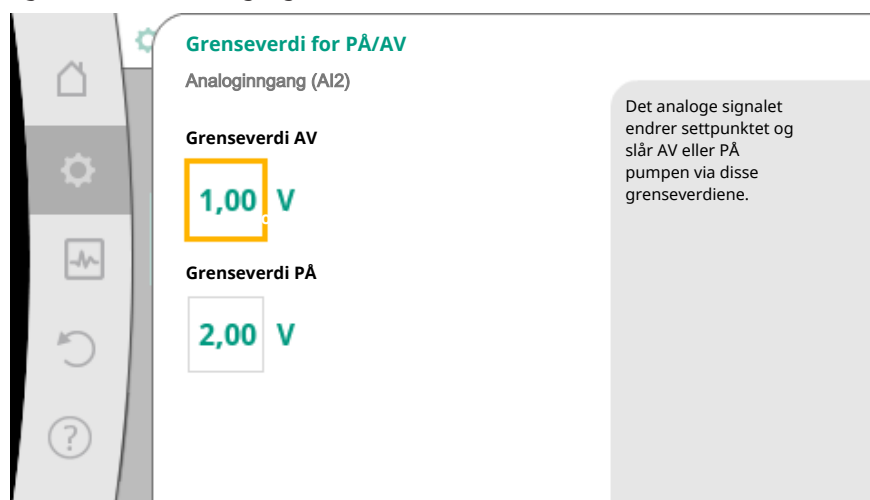 Grenseverdi for PÅ/AV
Analoginngang (AI2)
Grenseverdi AV
1,00 V
Grenseverdi PÅ
2,00 V
Det analoge signalet
endrer settpunktet og
slår AV eller PÅ
pumpen via disse
grenseverdiene.
?